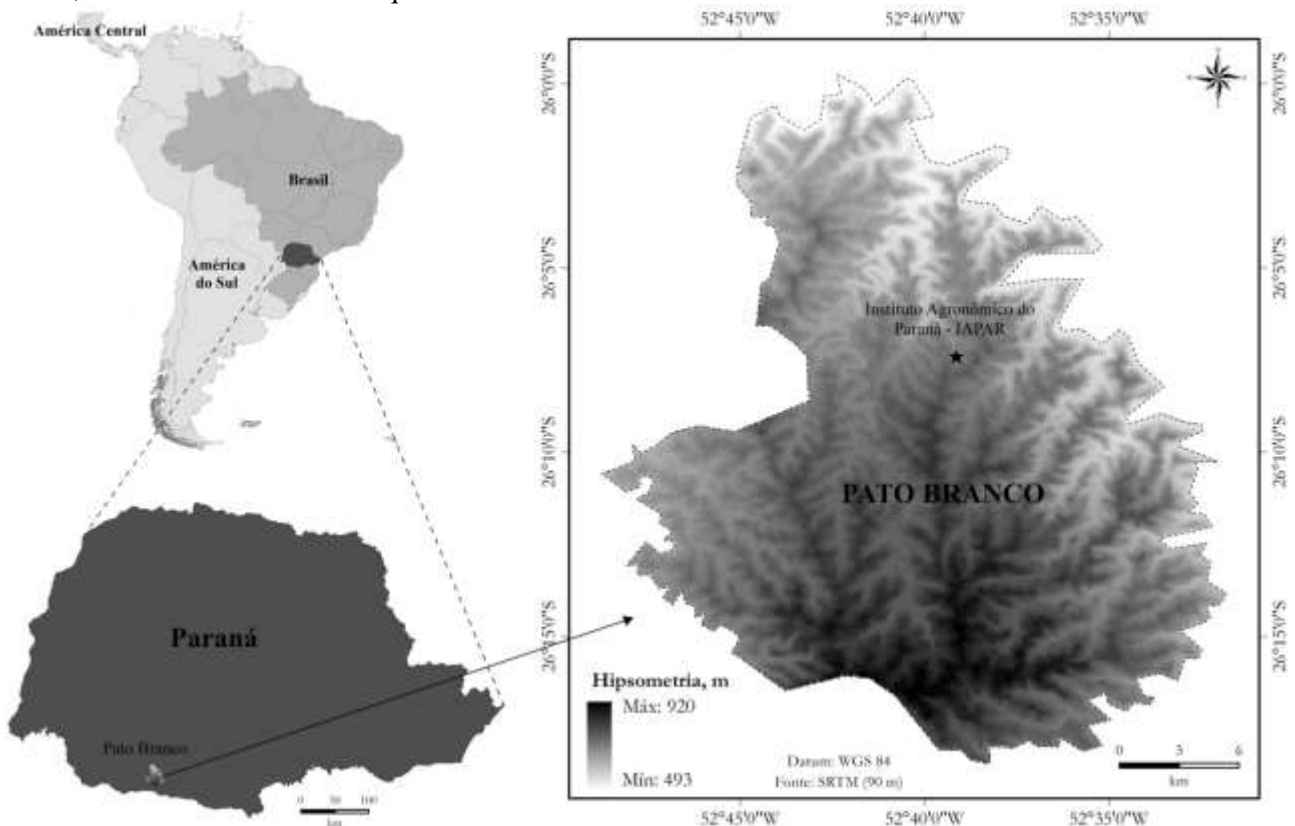 América Central
Brasil
América
do Sul
Paraná
Pato Branco
0 50 100
km
52°45'0"W 52°40'0"W 52°35'0"W
26°0'0"S
26°5'0"S
26°10'0"S
26°15'0"S
Instituto Agronômico do
Paraná - IAPAR
PATO BRANCO
Hipsometria, m
Máx: 920
Mín: 493
Datum: WGS 84
Fonte: SRTM (90 m)
0 3 6
km
26°0'0"S
26°5'0"S
26°10'0"S
26°15'0"S
52°45'0"W 52°40'0"W 52°35'0"W